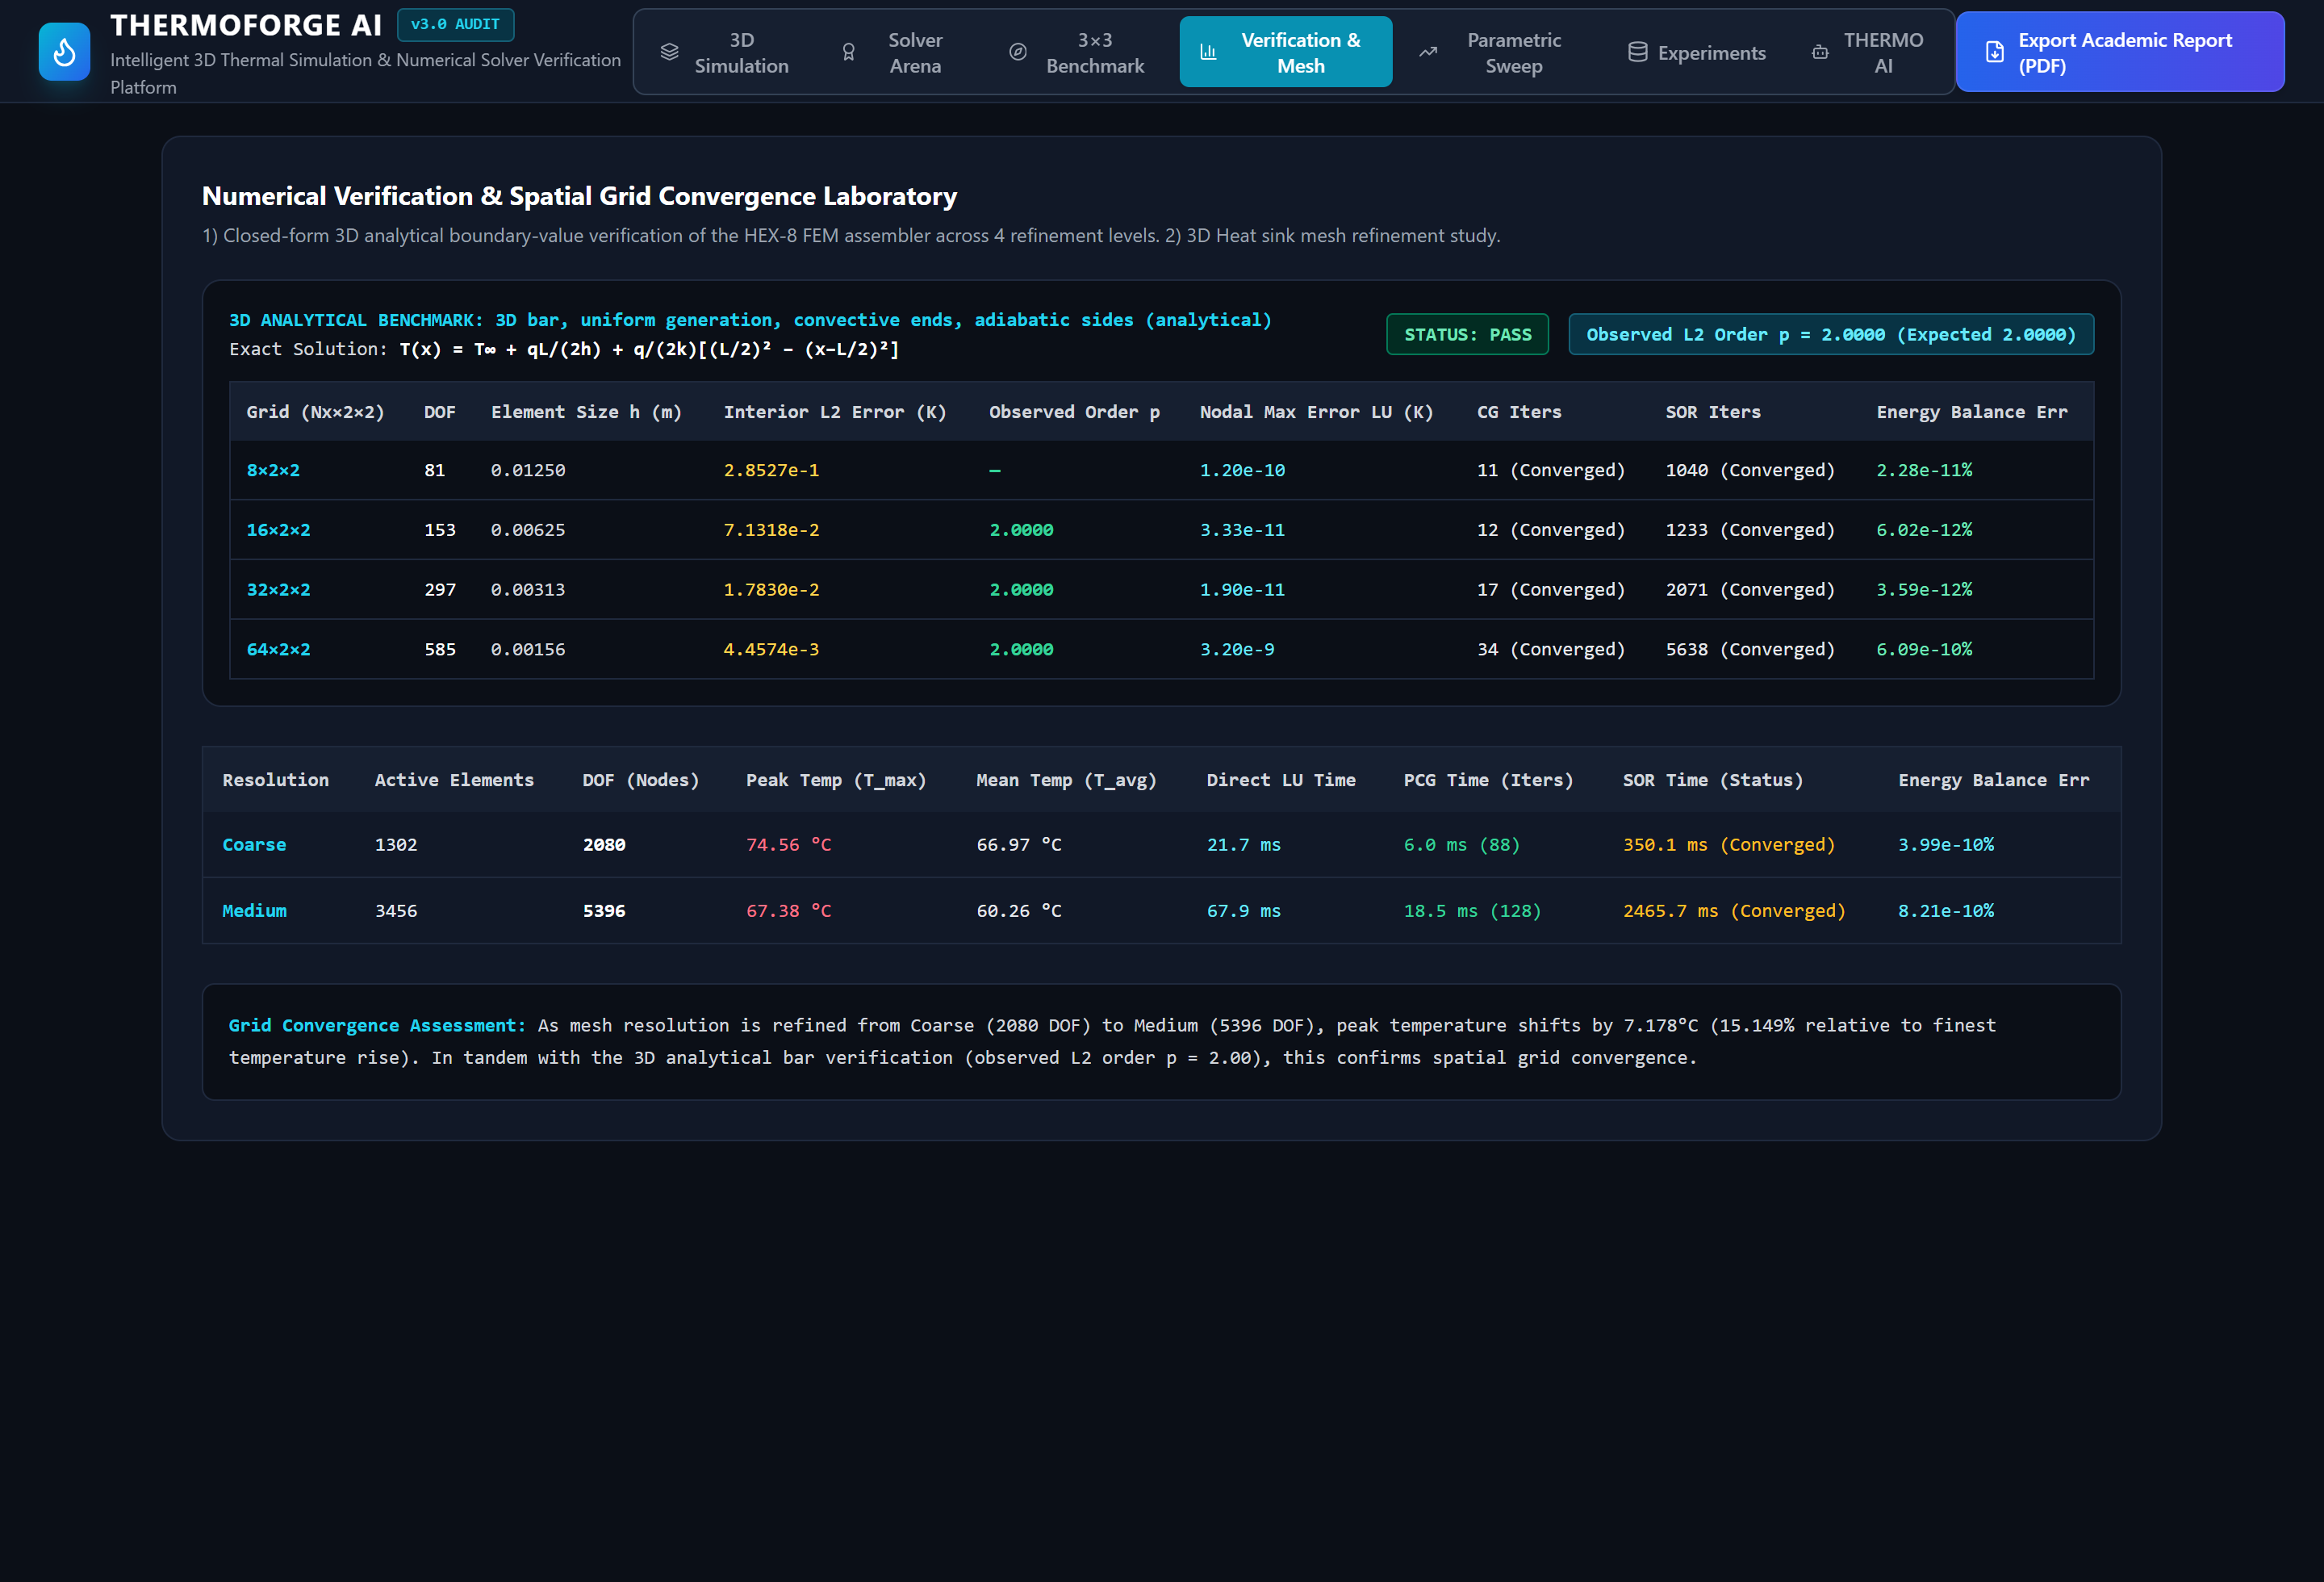 THERMOFORGE AI
v3.0 AUDIT
Intelligent 3D Thermal Simulation & Numerical Solver Verification
Platform
3D
Simulation
Solver
Arena
3×3
Benchmark
Verification &
Mesh
Parametric
Sweep
Experiments
THERMO
AI
Export Academic Report
(PDF)
Numerical Verification & Spatial Grid Convergence Laboratory
1) Closed-form 3D analytical boundary-value verification of the HEX-8 FEM assembler across 4 refinement levels. 2) 3D Heat sink mesh refinement study.
3D ANALYTICAL BENCHMARK: 3D bar, uniform generation, convective ends, adiabatic sides (analytical)
Exact Solution: T(x) = T∞ + qL/(2h) + q/(2k)[(L/2)² − (x−L/2)²]
STATUS: PASS
Observed L2 Order p = 2.0000 (Expected 2.0000)
Grid (Nx×2×2) DOF Element Size h (m) Interior L2 Error (K) Observed Order p Nodal Max Error LU (K) CG Iters SOR Iters Energy Balance Err
8×2×2 81 0.01250 2.8527e-1 — 1.20e-10 11 (Converged) 1040 (Converged) 2.28e-11%
16×2×2 153 0.00625 7.1318e-2 2.0000 3.33e-11 12 (Converged) 1233 (Converged) 6.02e-12%
32×2×2 297 0.00313 1.7830e-2 2.0000 1.90e-11 17 (Converged) 2071 (Converged) 3.59e-12%
64×2×2 585 0.00156 4.4574e-3 2.0000 3.20e-9 34 (Converged) 5638 (Converged) 6.09e-10%
Resolution Active Elements DOF (Nodes) Peak Temp (T_max) Mean Temp (T_avg) Direct LU Time PCG Time (Iters) SOR Time (Status) Energy Balance Err
Coarse 1302 2080 74.56 °C 66.97 °C 21.7 ms 6.0 ms (88) 350.1 ms (Converged) 3.99e-10%
Medium 3456 5396 67.38 °C 60.26 °C 67.9 ms 18.5 ms (128) 2465.7 ms (Converged) 8.21e-10%
Grid Convergence Assessment: As mesh resolution is refined from Coarse (2080 DOF) to Medium (5396 DOF), peak temperature shifts by 7.178°C (15.149% relative to finest
temperature rise). In tandem with the 3D analytical bar verification (observed L2 order p = 2.00), this confirms spatial grid convergence.